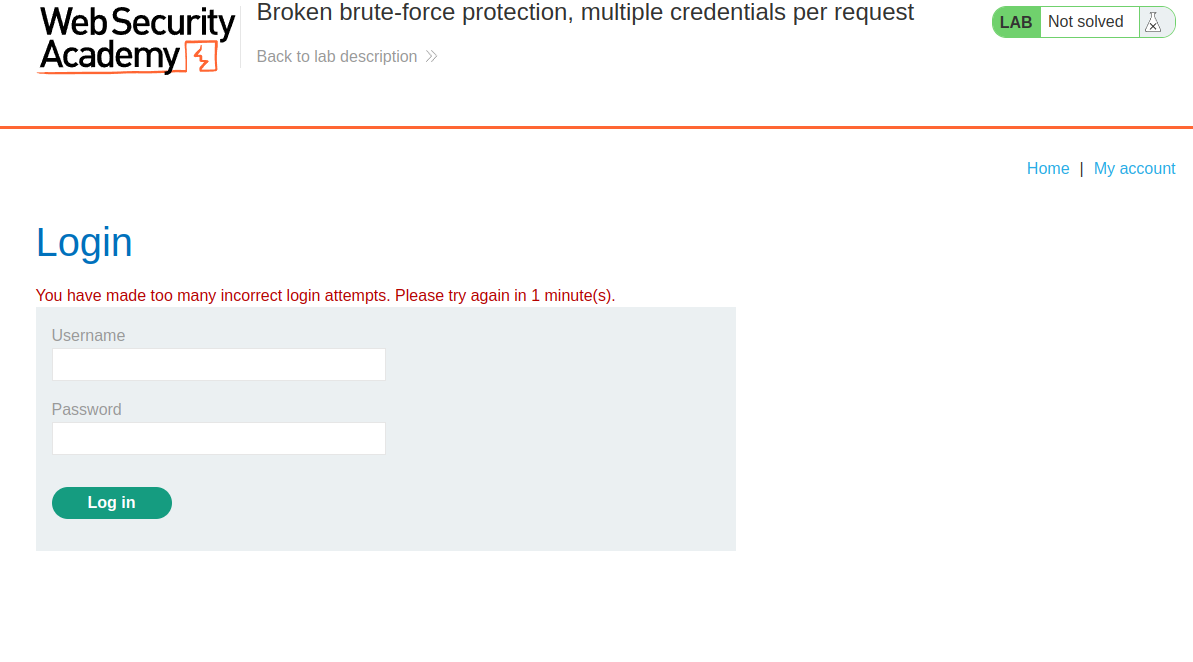 Web Security
Academy
Broken brute-force protection, multiple credentials per request
Back to lab description
LAB Not solved
Home | My account
Login
You have made too many incorrect login attempts. Please try again in 1 minute(s).
Username
Password
Log in